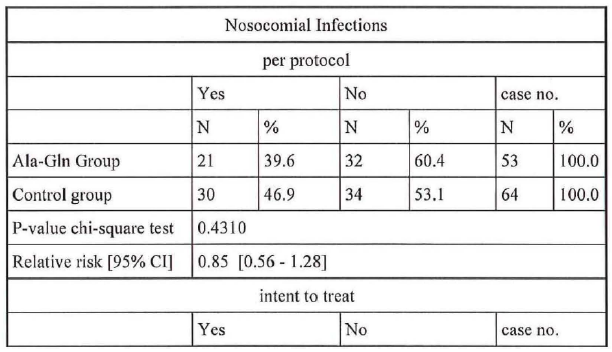 Nosocomial Infections
per protocol
Yes No case no.
N % N % N %
Ala-Gln Group 21 39.6 32 60.4 53 100.0
Control group 30 46.9 34 53.1 64 100.0
P-value chi-square test 0.4310
Relative risk [95% CI] 0.85 [0.56 - 1.28]
intent to treat
Yes No case no.